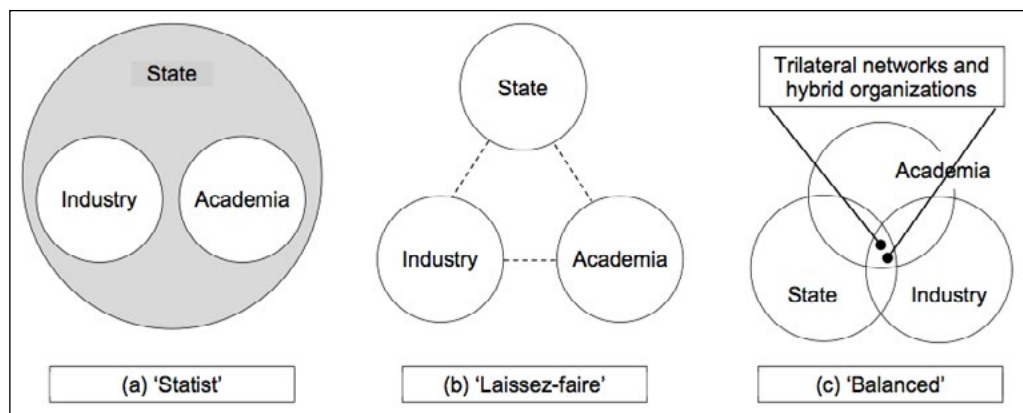 State
Industry
Academia
(a) ‘Statist’
State
Industry
Academia
(b) ‘Laissez-faire’
Trilateral networks and
hybrid organizations
Academia
State
Industry
(c) ‘Balanced’